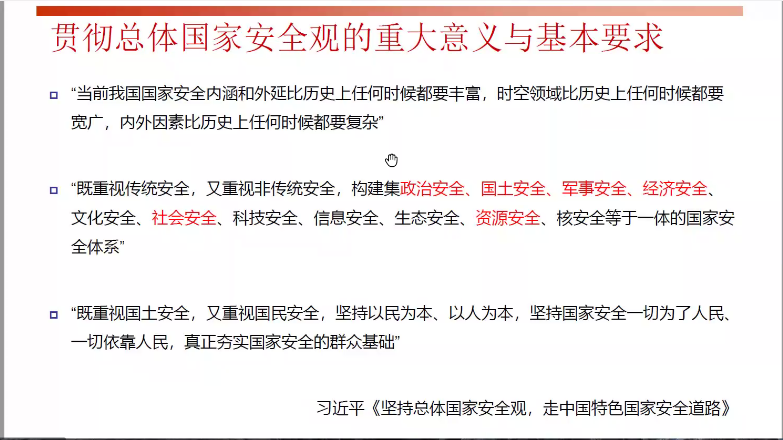 贯彻总体国家安全观的重大意义与基本要求
“当前我国国家安全内涵和外延比历史上任何时候都要丰富，时空领域比历史上任何时候都要
宽广，内外因素比历史上任何时候都要复杂”
“既重视传统安全，又重视非传统安全，构建集政治安全、国土安全、军事安全、经济安全、
文化安全、社会安全、科技安全、信息安全、生态安全、资源安全、核安全等于一体的国家安
全体系”
“既重视国土安全，又重视国民安全，坚持以民为本、以人为本，坚持国家安全一切为了人民、
一切依靠人民，真正夯实国家安全的群众基础”
习近平《坚持总体国家安全观，走中国特色国家安全道路》